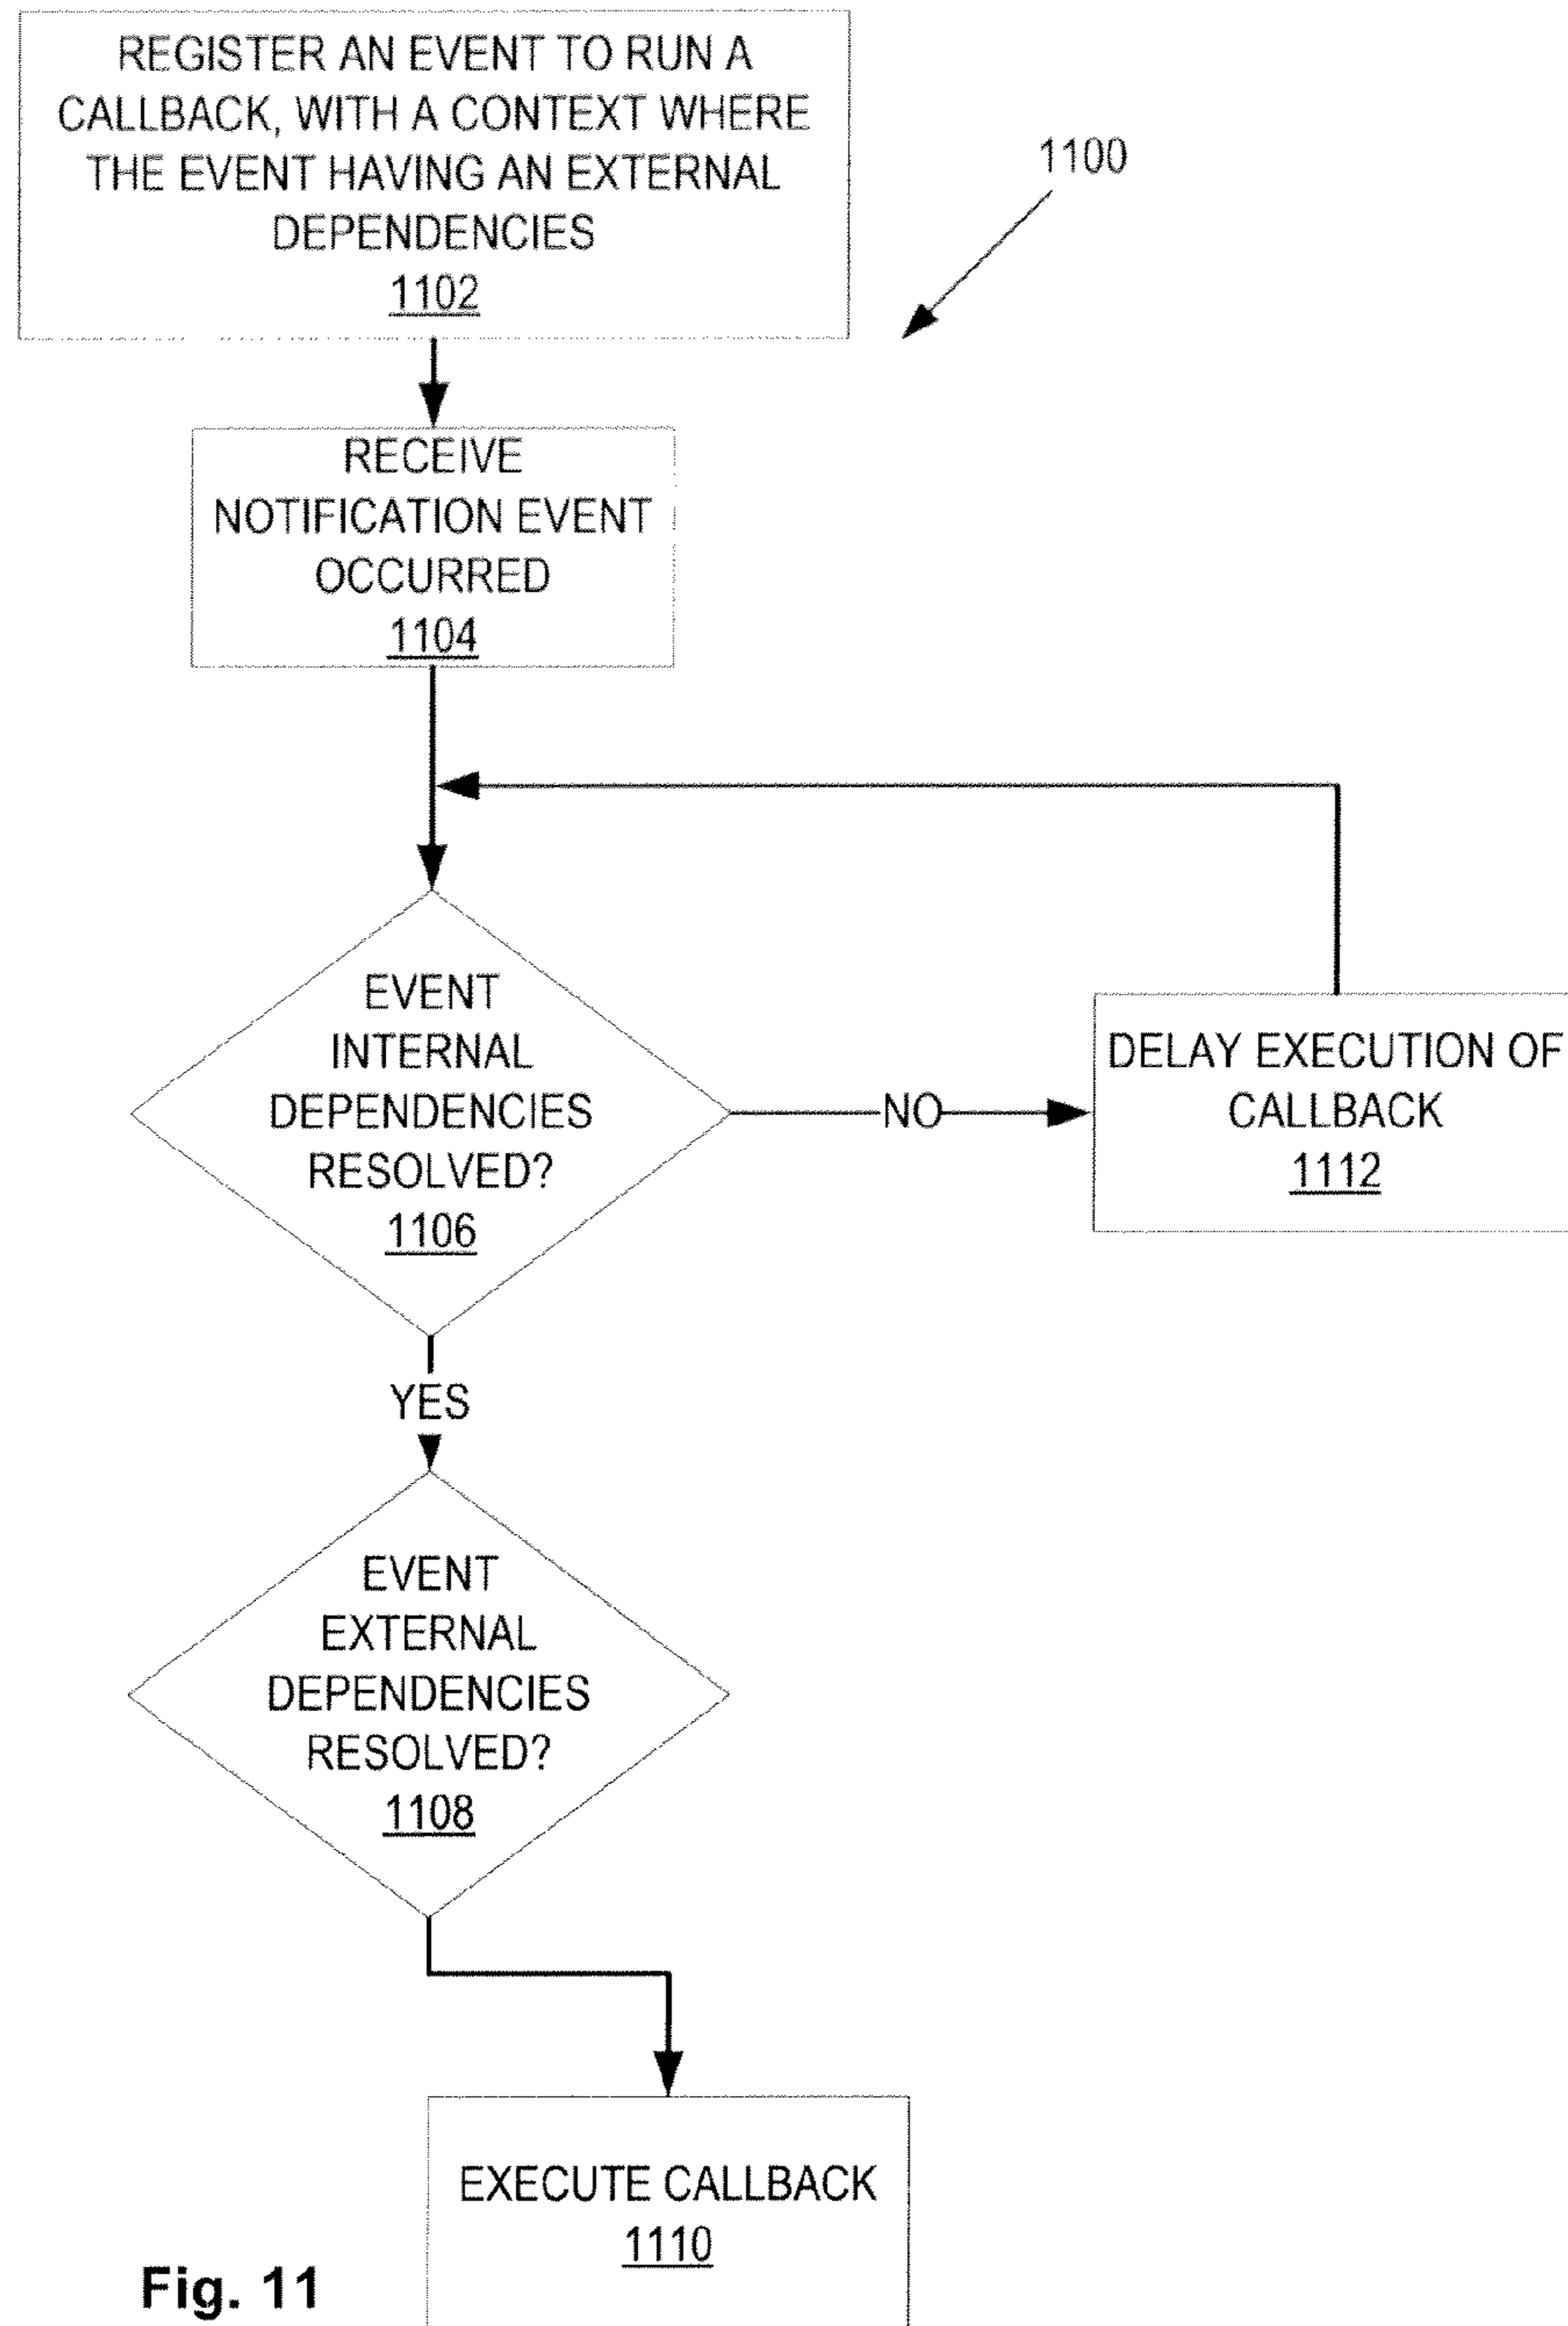 REGISTER AN EVENT TO RUN A
CALLBACK, WITH A CONTEXT WHERE
THE EVENT HAVING AN EXTERNAL
DEPENDENCIES
1102
1100
RECEIVE
NOTIFICATION EVENT
OCCURRED
1104
EVENT
INTERNAL
DEPENDENCIES
RESOLVED?
1106
NO
DELAY EXECUTION OF
CALLBACK
1112
YES
EVENT
EXTERNAL
DEPENDENCIES
RESOLVED?
1108
EXECUTE CALLBACK
1110
Fig. 11